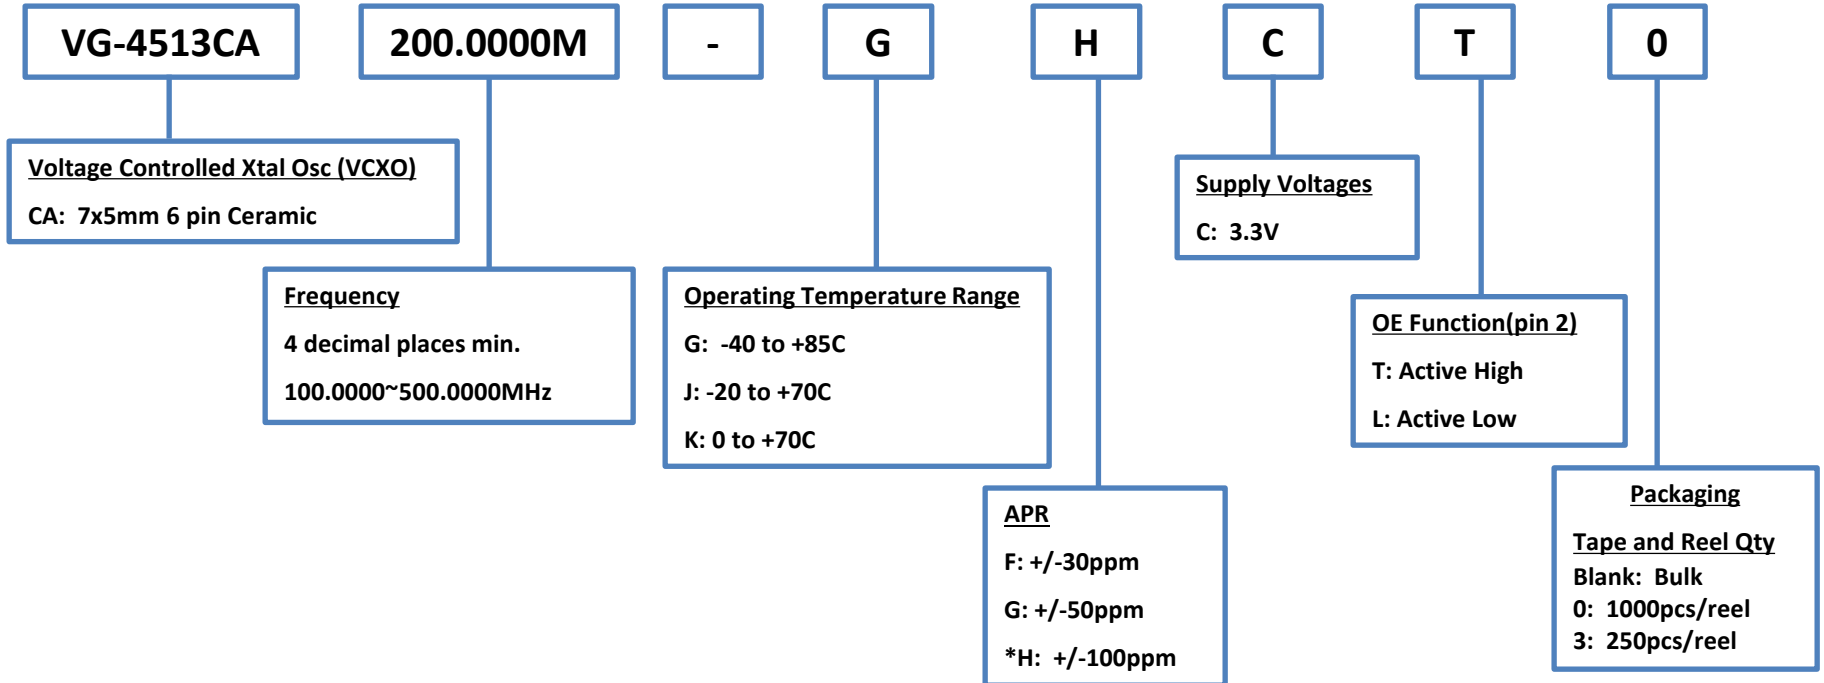 VG-4513CA 200.0000M - G H C T 0
Voltage Controlled Xtal Osc (VCXO)
CA: 7x5mm 6 pin Ceramic
Frequency
4 decimal places min.
100.0000~500.0000MHz
Operating Temperature Range
G: -40 to +85C
J: -20 to +70C
K: 0 to +70C
APR
F: +/-30ppm
G: +/-50ppm
*H: +/-100ppm
Supply Voltages
C: 3.3V
OE Function(pin 2)
T: Active High
L: Active Low
Packaging
Tape and Reel Qty
Blank: Bulk
0: 1000pcs/reel
3: 250pcs/reel